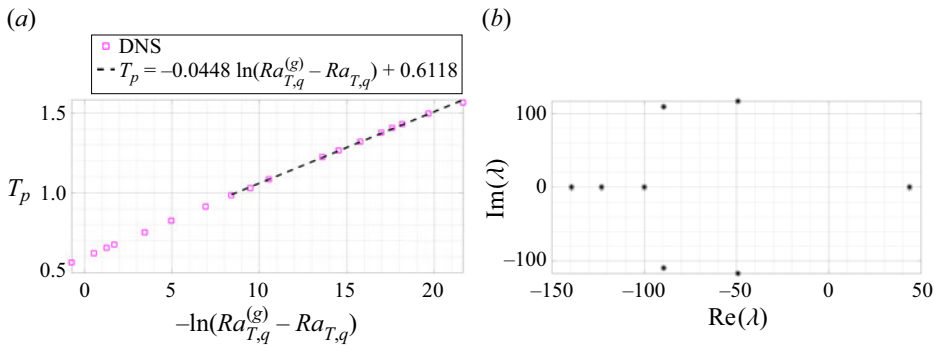 (a)
DNS
T_p = −0.0448 ln(Ra_{T,q}^{(g)} − Ra_{T,q}) + 0.6118
1.5
T_p
1.0
0.5
0 5 10 15 20
−ln(Ra_{T,q}^{(g)} − Ra_{T,q})
(b)
100
Im(λ)
0
−100
−150 −100 −50 0 50
Re(λ)